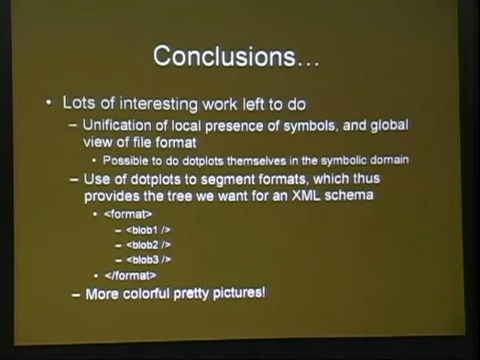 Conclusions…
• Lots of interesting work left to do
– Unification of local presence of symbols, and global
view of file format
• Possible to do dotplots themselves in the symbolic domain
– Use of dotplots to segment formats, which thus
provides the tree we want for an XML schema
• <format>
– <blob1 />
– <blob2 />
– <blob3 />
• </format>
– More colorful pretty pictures!